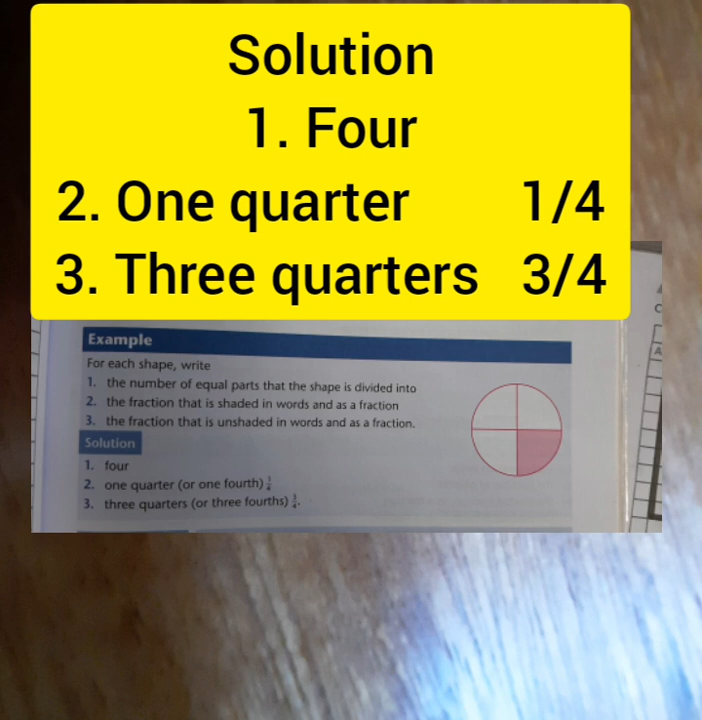 Solution
1. Four
2. One quarter 1/4
3. Three quarters 3/4
Example
For each shape, write
1. the number of equal parts that the shape is divided into
2. the fraction that is shaded in words and as a fraction
3. the fraction that is unshaded in words and as a fraction.
Solution
1. four
2. one quarter (or one fourth) 1/4
3. three quarters (or three fourths) 3/4.
C
A